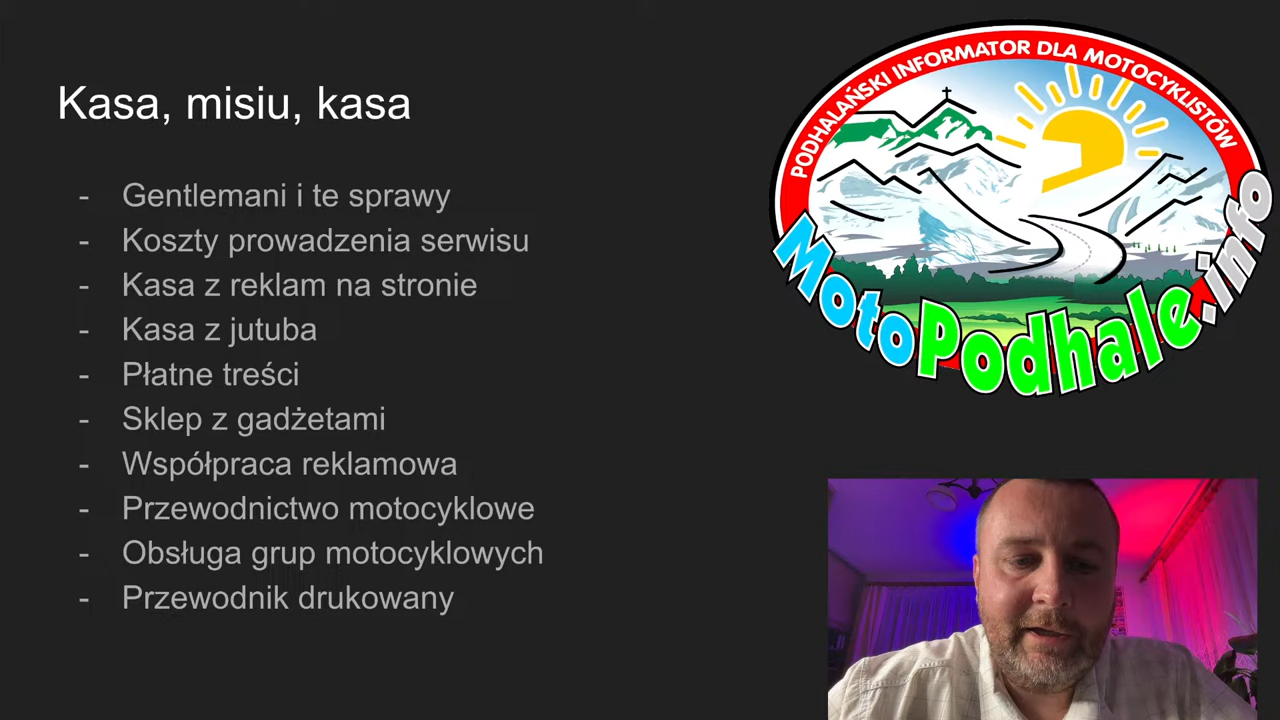 Kasa, misiu, kasa
- Gentlemani i te sprawy
- Koszty prowadzenia serwisu
- Kasa z reklam na stronie
- Kasa z jutuba
- Płatne treści
- Sklep z gadżetami
- Współpraca reklamowa
- Przewodnictwo motocyklowe
- Obsługa grup motocyklowych
- Przewodnik drukowany
PODHALAŃSKI INFORMATOR DLA MOTOCYKLISTÓW
MotoPodhale.info